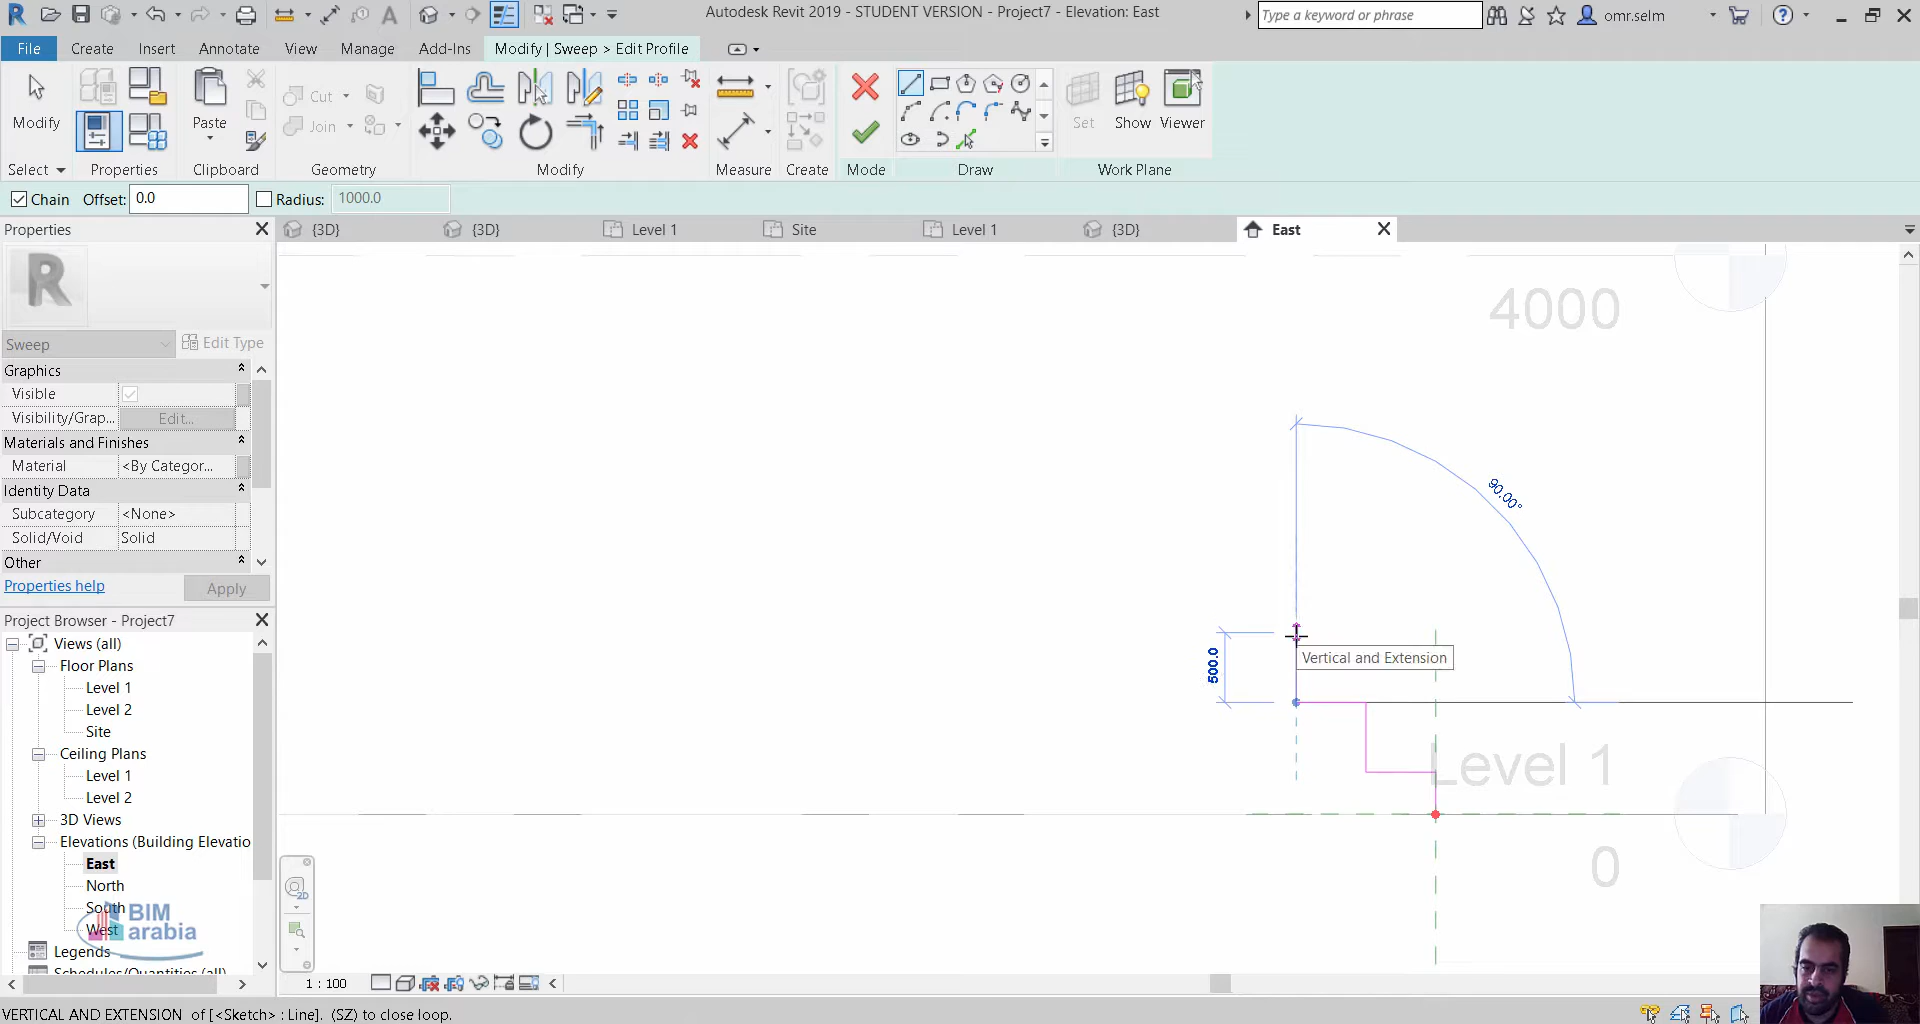 Autodesk Revit 2019 - STUDENT VERSION - Project7 - Elevation: East
Type a keyword or phrase
omr.selm
File
Create
Insert
Annotate
View
Manage
Add-Ins
Modify | Sweep > Edit Profile
Modify
Paste
Cut
Join
Set
Show
Viewer
Select
Properties
Clipboard
Geometry
Modify
Measure
Create
Mode
Draw
Work Plane
Chain
Offset:
0.0
Radius:
1000.0
Properties
{3D}
{3D}
Level 1
Site
Level 1
{3D}
East
R
Sweep
Edit Type
Graphics
Visible
Visibility/Grap...
Edit...
Materials and Finishes
Material
<By Categor...
Identity Data
Subcategory
<None>
Solid/Void
Solid
Other
Properties help
Apply
Project Browser - Project7
Views (all)
Floor Plans
Level 1
Level 2
Site
Ceiling Plans
Level 1
Level 2
3D Views
Elevations (Building Elevatio
East
North
South
West
Legends
Schedules/Quantities (all)
BIM
arabia
4000
90.00°
500.0
Vertical and Extension
Level 1
0
2D
1 : 100
VERTICAL AND EXTENSION of [<Sketch> : Line]. (SZ) to close loop.